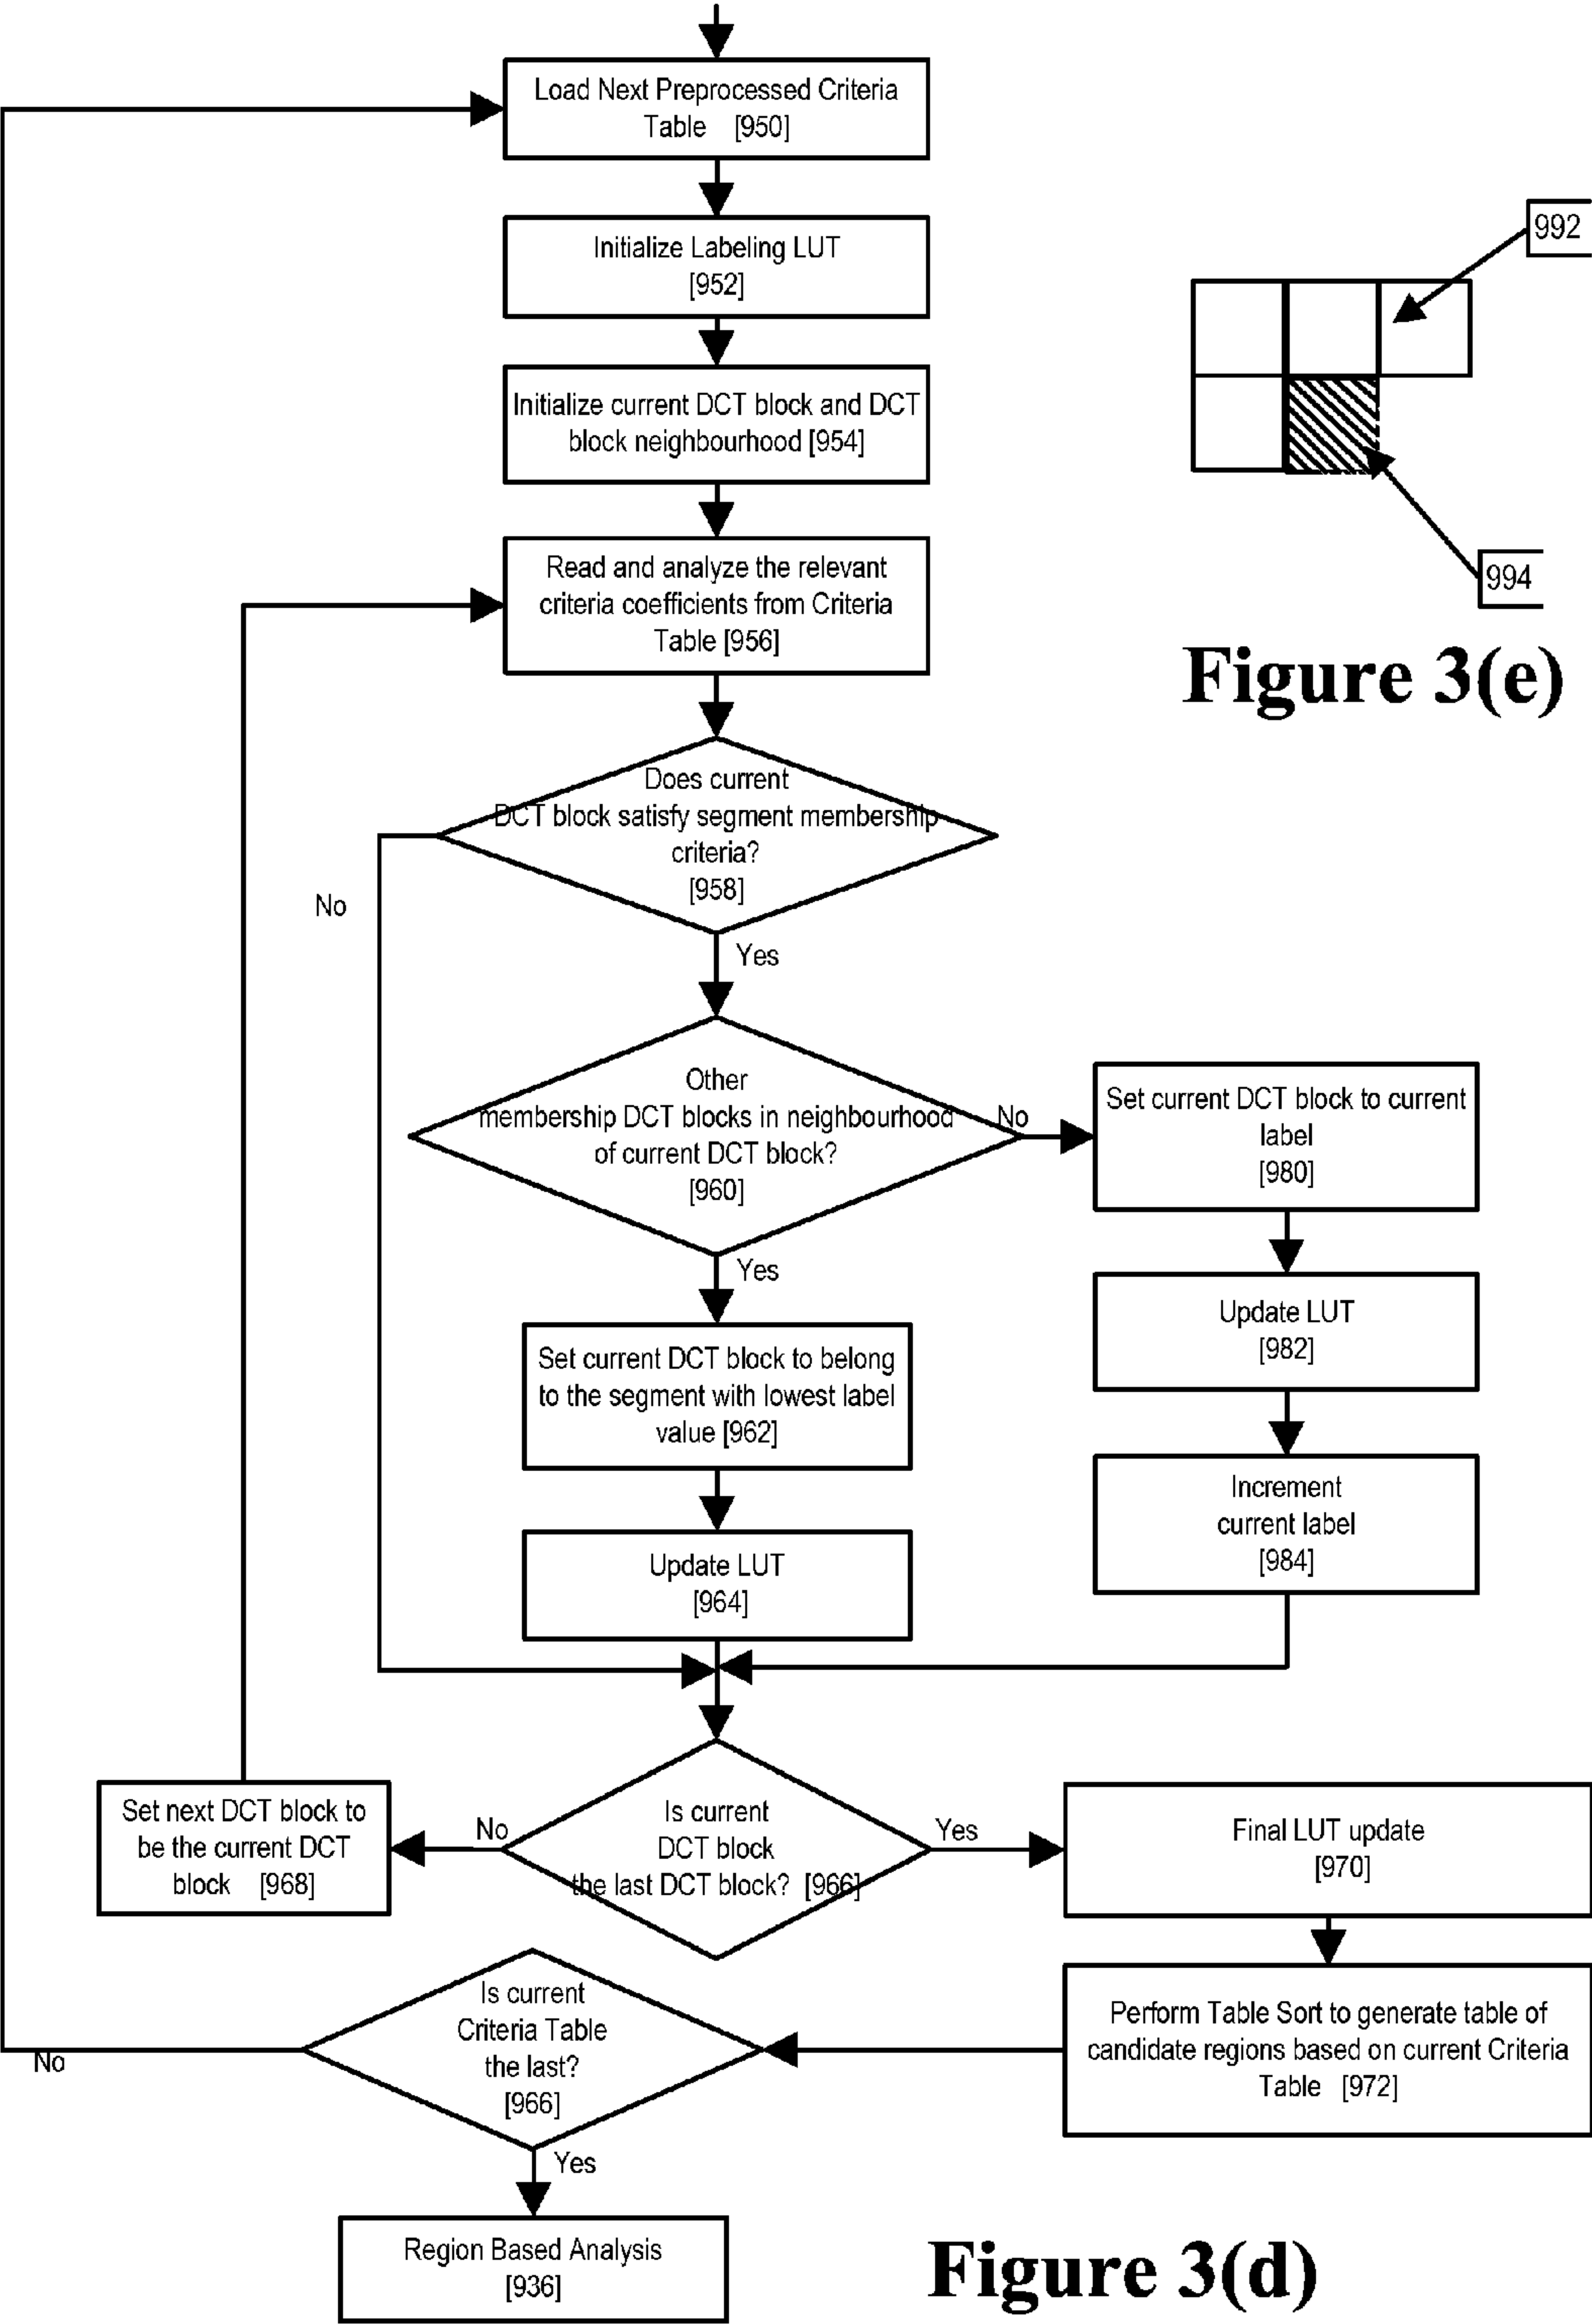 Load Next Preprocessed Criteria
Table [950]
Initialize Labeling LUT
[952]
992
Initialize current DCT block and DCT
block neighbourhood [954]
Read and analyze the relevant
criteria coefficients from Criteria
Table [956]
994
Figure 3(e)
Does current
DCT block satisfy segment membership
criteria?
[958]
No
Yes
Other
membership DCT blocks in neighbourhood
of current DCT block?
[960]
No
Set current DCT block to current
label
[980]
Yes
Update LUT
[982]
Set current DCT block to belong
to the segment with lowest label
value [962]
Increment
current label
[984]
Update LUT
[964]
Set next DCT block to
be the current DCT
block [968]
No
Is current
DCT block
the last DCT block? [966]
Yes
Final LUT update
[970]
Is current
Criteria Table
the last?
[966]
No
Perform Table Sort to generate table of
candidate regions based on current Criteria
Table [972]
Yes
Region Based Analysis
[936]
Figure 3(d)